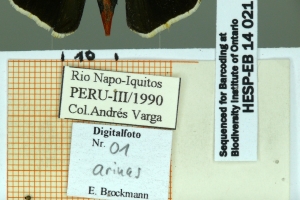 10
Rio Napo-Iquitos
PERU-III/1990
Col.Andrés Varga
Digitalfoto
Nr. 01
arinas
E. Brockmann
Sequenced for Barcoding at
Biodiversity Institute of Ontario
HESP-EB 14 021